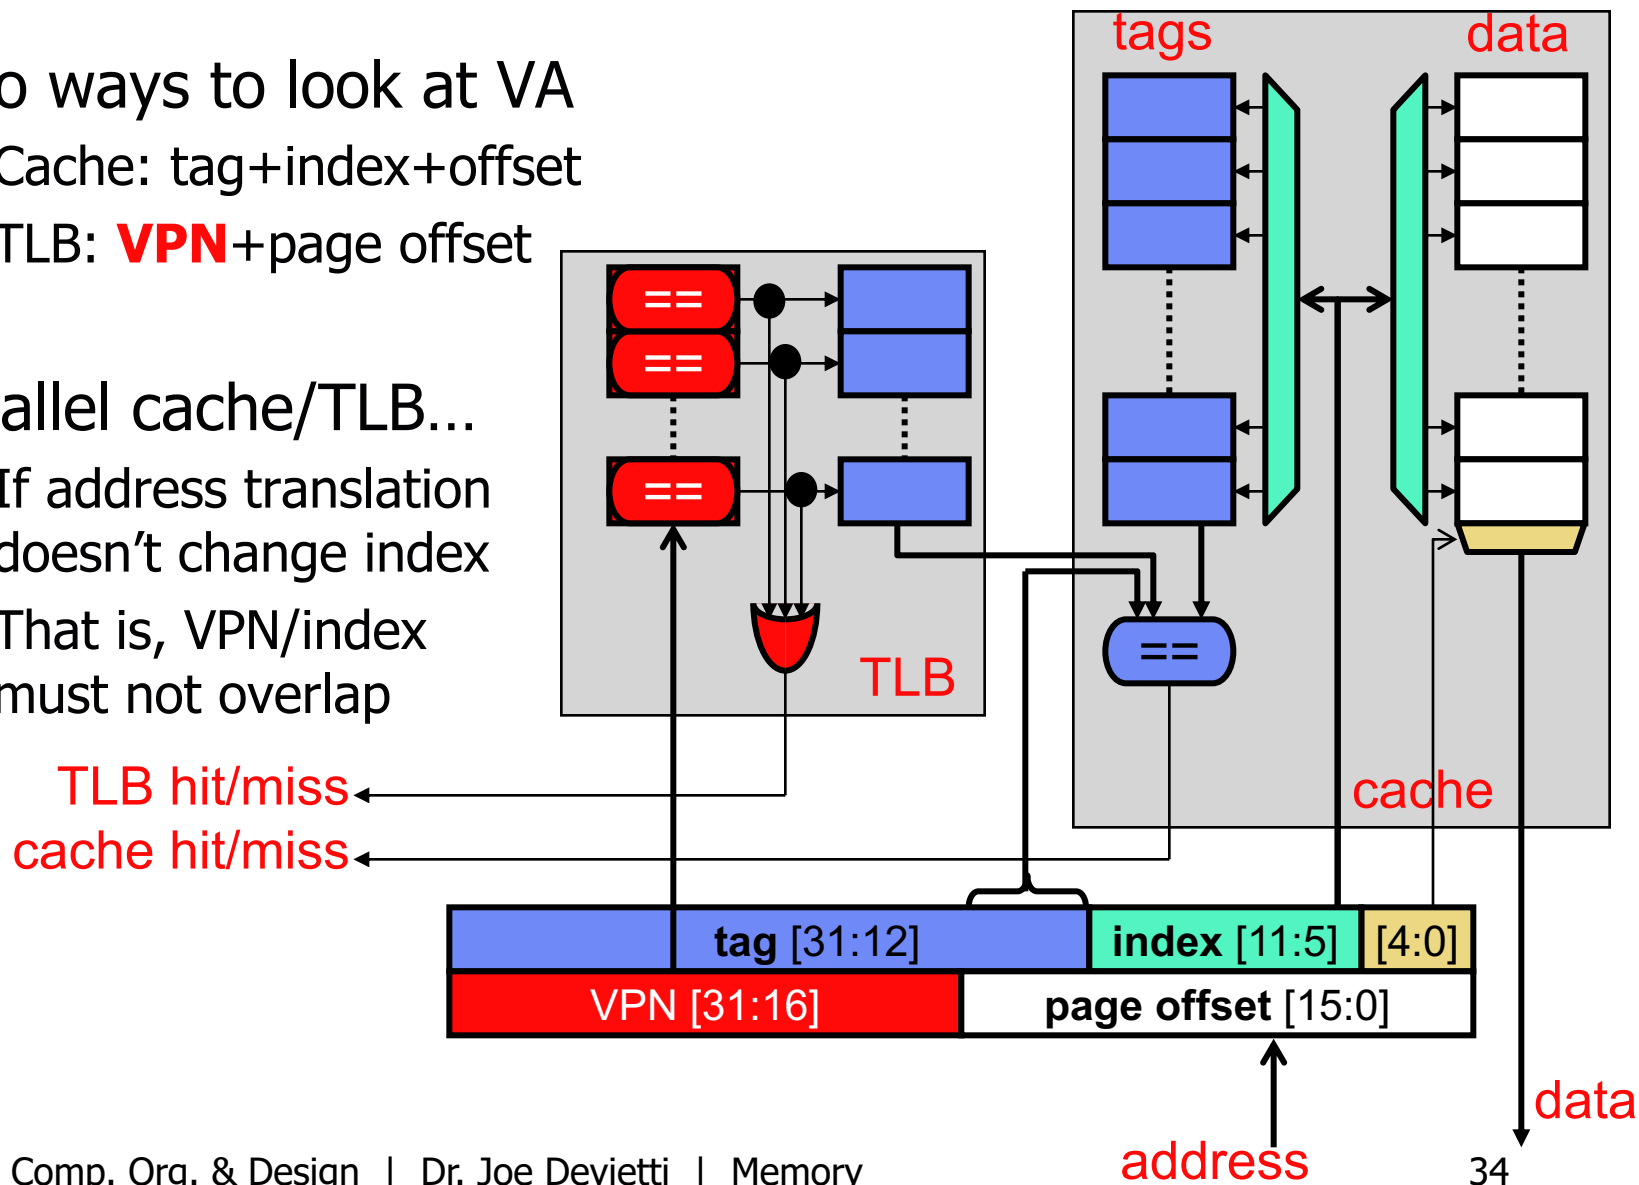 o ways to look at VA
Cache: tag+index+offset
TLB: VPN+page offset
allel cache/TLB…
If address translation
doesn't change index
That is, VPN/index
must not overlap
tags
data
==
==
==
TLB
==
cache
TLB hit/miss
cache hit/miss
tag [31:12]
index [11:5]
[4:0]
VPN [31:16]
page offset [15:0]
data
address
Comp. Org. & Design | Dr. Joe Devietti | Memory
34